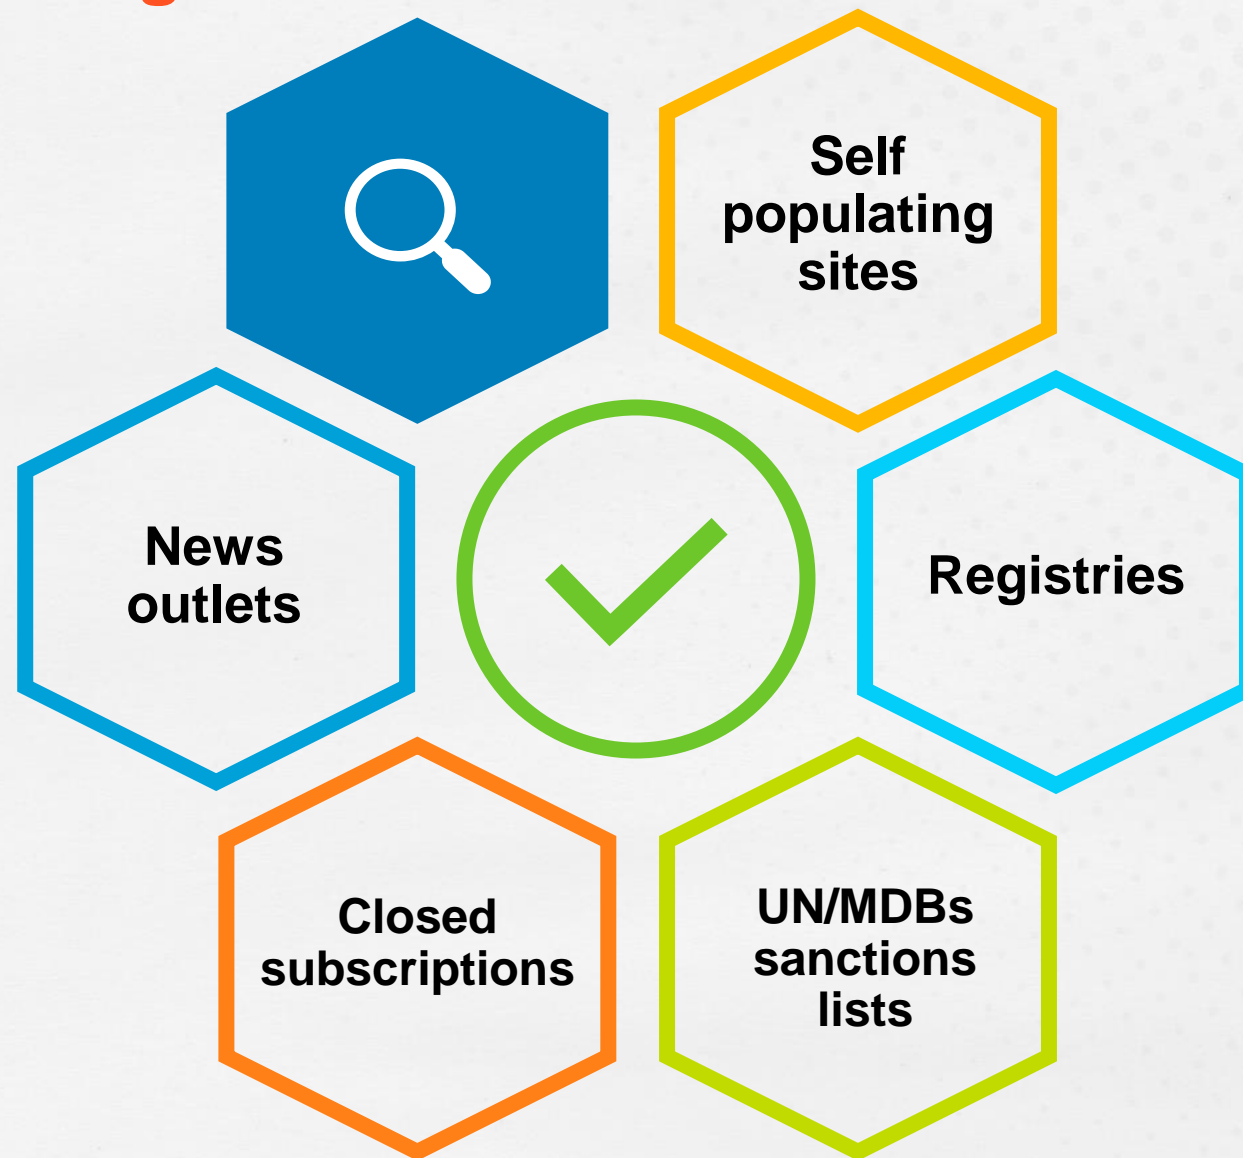 Self
populating
sites
News
outlets
Registries
Closed
subscriptions
UN/MDBs
sanctions
lists